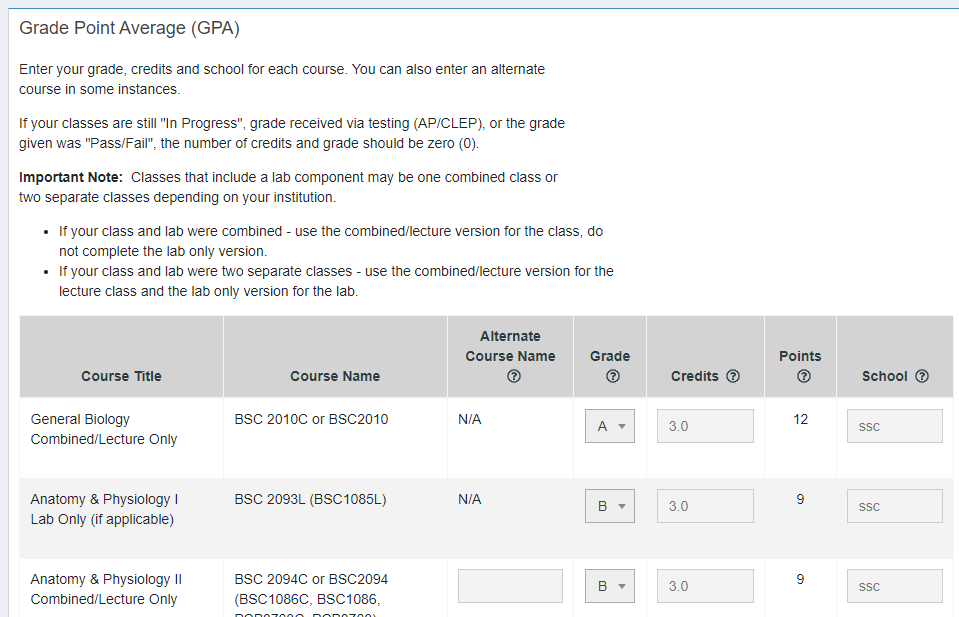 Grade Point Average (GPA)
Enter your grade, credits and school for each course. You can also enter an alternate
course in some instances.
If your classes are still "In Progress", grade received via testing (AP/CLEP), or the grade
given was "Pass/Fail", the number of credits and grade should be zero (0).
Important Note:  Classes that include a lab component may be one combined class or
two separate classes depending on your institution.
• If your class and lab were combined - use the combined/lecture version for the class, do
not complete the lab only version.
• If your class and lab were two separate classes - use the combined/lecture version for the
lecture class and the lab only version for the lab.
Alternate
Course Name Grade Points
Course Title Course Name ? ? Credits ? ? School ?
General Biology BSC 2010C or BSC2010 N/A A 3.0 12 ssc
Combined/Lecture Only
Anatomy & Physiology I BSC 2093L (BSC1085L) N/A B 3.0 9 ssc
Lab Only (if applicable)
Anatomy & Physiology II BSC 2094C or BSC2094 B 3.0 9 ssc
Combined/Lecture Only (BSC1086C, BSC1086,